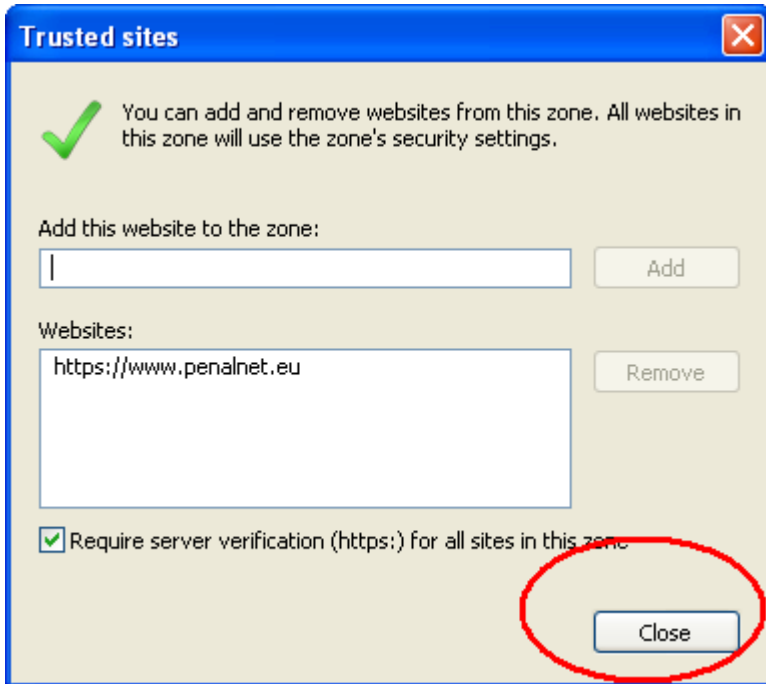 Trusted sites
You can add and remove websites from this zone. All websites in
this zone will use the zone's security settings.
Add this website to the zone:
Add
Websites:
https://www.penalnet.eu
Remove
Require server verification (https:) for all sites in this zone
Close